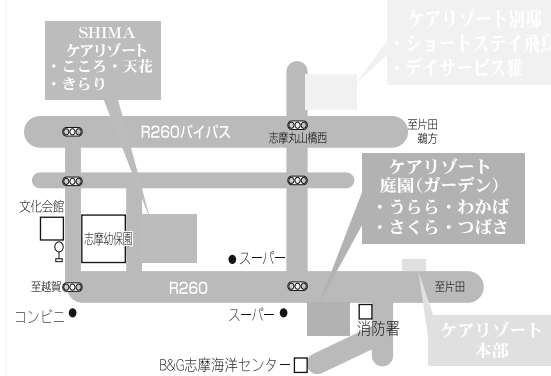 SHIMA
ケアリゾート
・こころ・天花
・きらり
ケアリゾート別邸
・ショートステイ飛鳥
・デイサービス雅
R260バイパス
志摩丸山橋西
至片田
鵜方
ケアリゾート
庭園(ガーデン)
・うらら・わかば
・さくら・つばさ
文化会館
志摩幼保園
スーパー
至越賀
R260
至片田
コンビニ
スーパー
消防署
ケアリゾート
本部
B&G志摩海洋センター